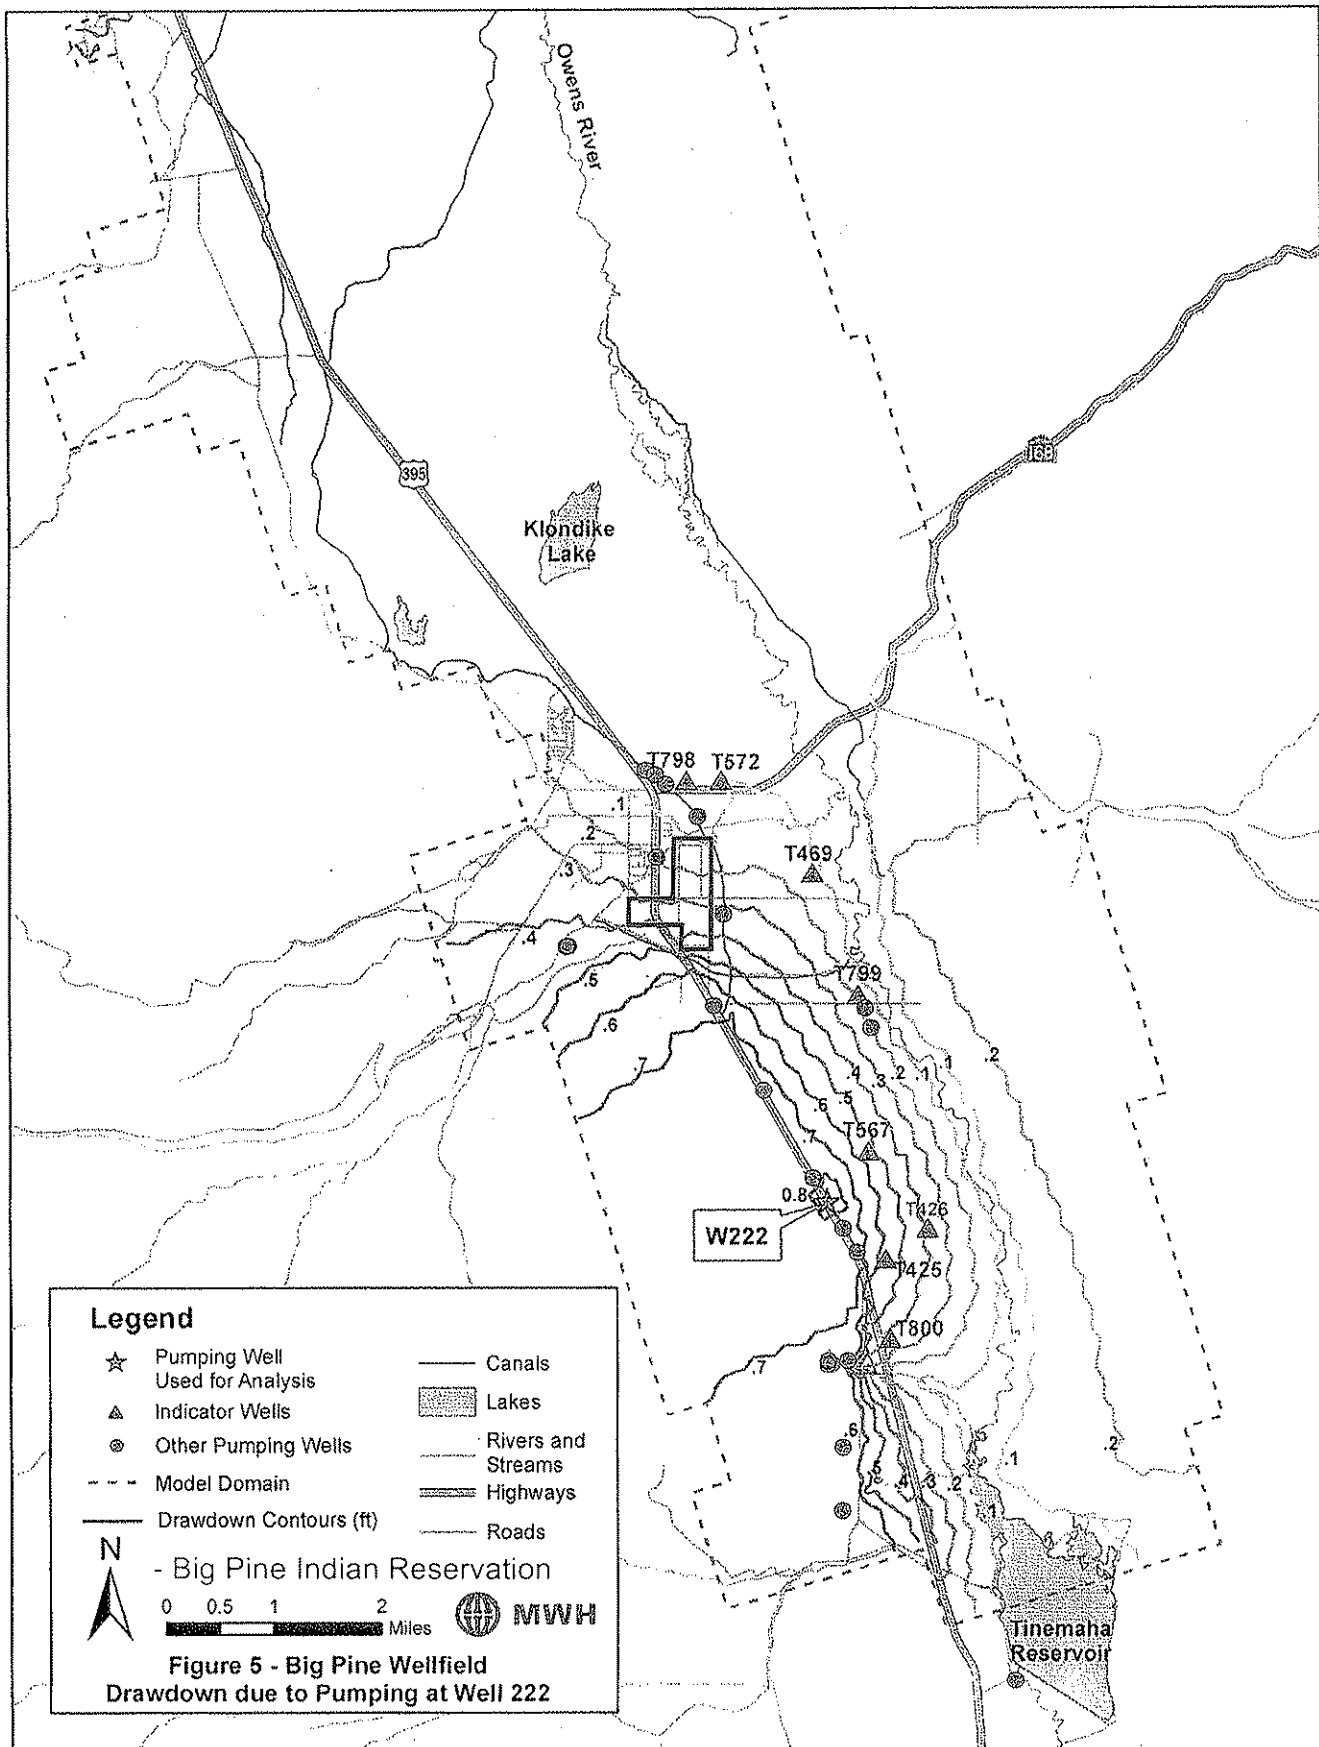 Owens River
168
395
Klondike
Lake
T798
T572
.1
.2
.3
T469
.4
.5
T799
.6
.2
.1
.1
.7
.4
.3
.2
.5
.6
.7
T567
0.8
T426
W222
T425
T800
.7
.6
.5
.4
.3
.2
.1
.1
.2
Legend
Pumping Well
Used for Analysis
Indicator Wells
Other Pumping Wells
Model Domain
Drawdown Contours (ft)
Canals
Lakes
Rivers and
Streams
Highways
Roads
N
- Big Pine Indian Reservation
0 0.5 1 2
Miles
MWH
Figure 5 - Big Pine Wellfield
Drawdown due to Pumping at Well 222
Tinemaha
Reservoir